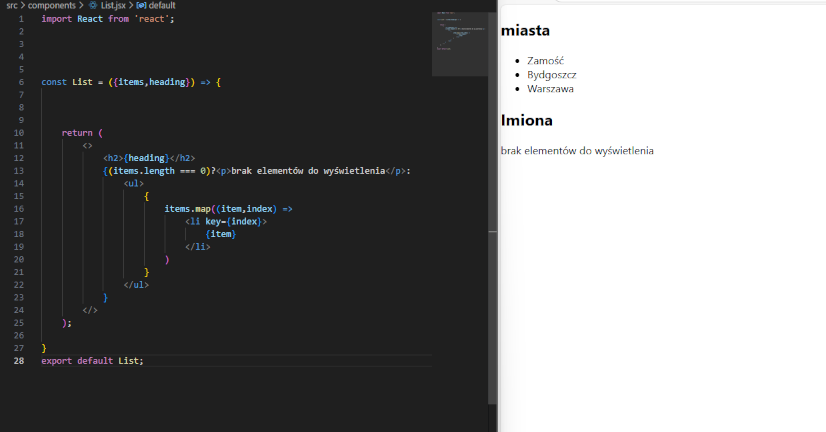 src > components > List.jsx > default
1 import React from 'react';
2
3
4
5
6 const List = ({items,heading}) => {
7
8
9
10 return (
11 <>
12 <h2>{heading}</h2>
13 {(items.length === 0)?<p>brak elementów do wyświetlenia</p>:
14 <ul>
15 {
16 items.map((item,index) =>
17 <li key={index}>
18 {item}
19 </li>
20 )
21 }
22 </ul>
23 }
24 </>
25 );
26
27 }
28 export default List;
miasta
• Zamość
• Bydgoszcz
• Warszawa
Imiona
brak elementów do wyświetlenia